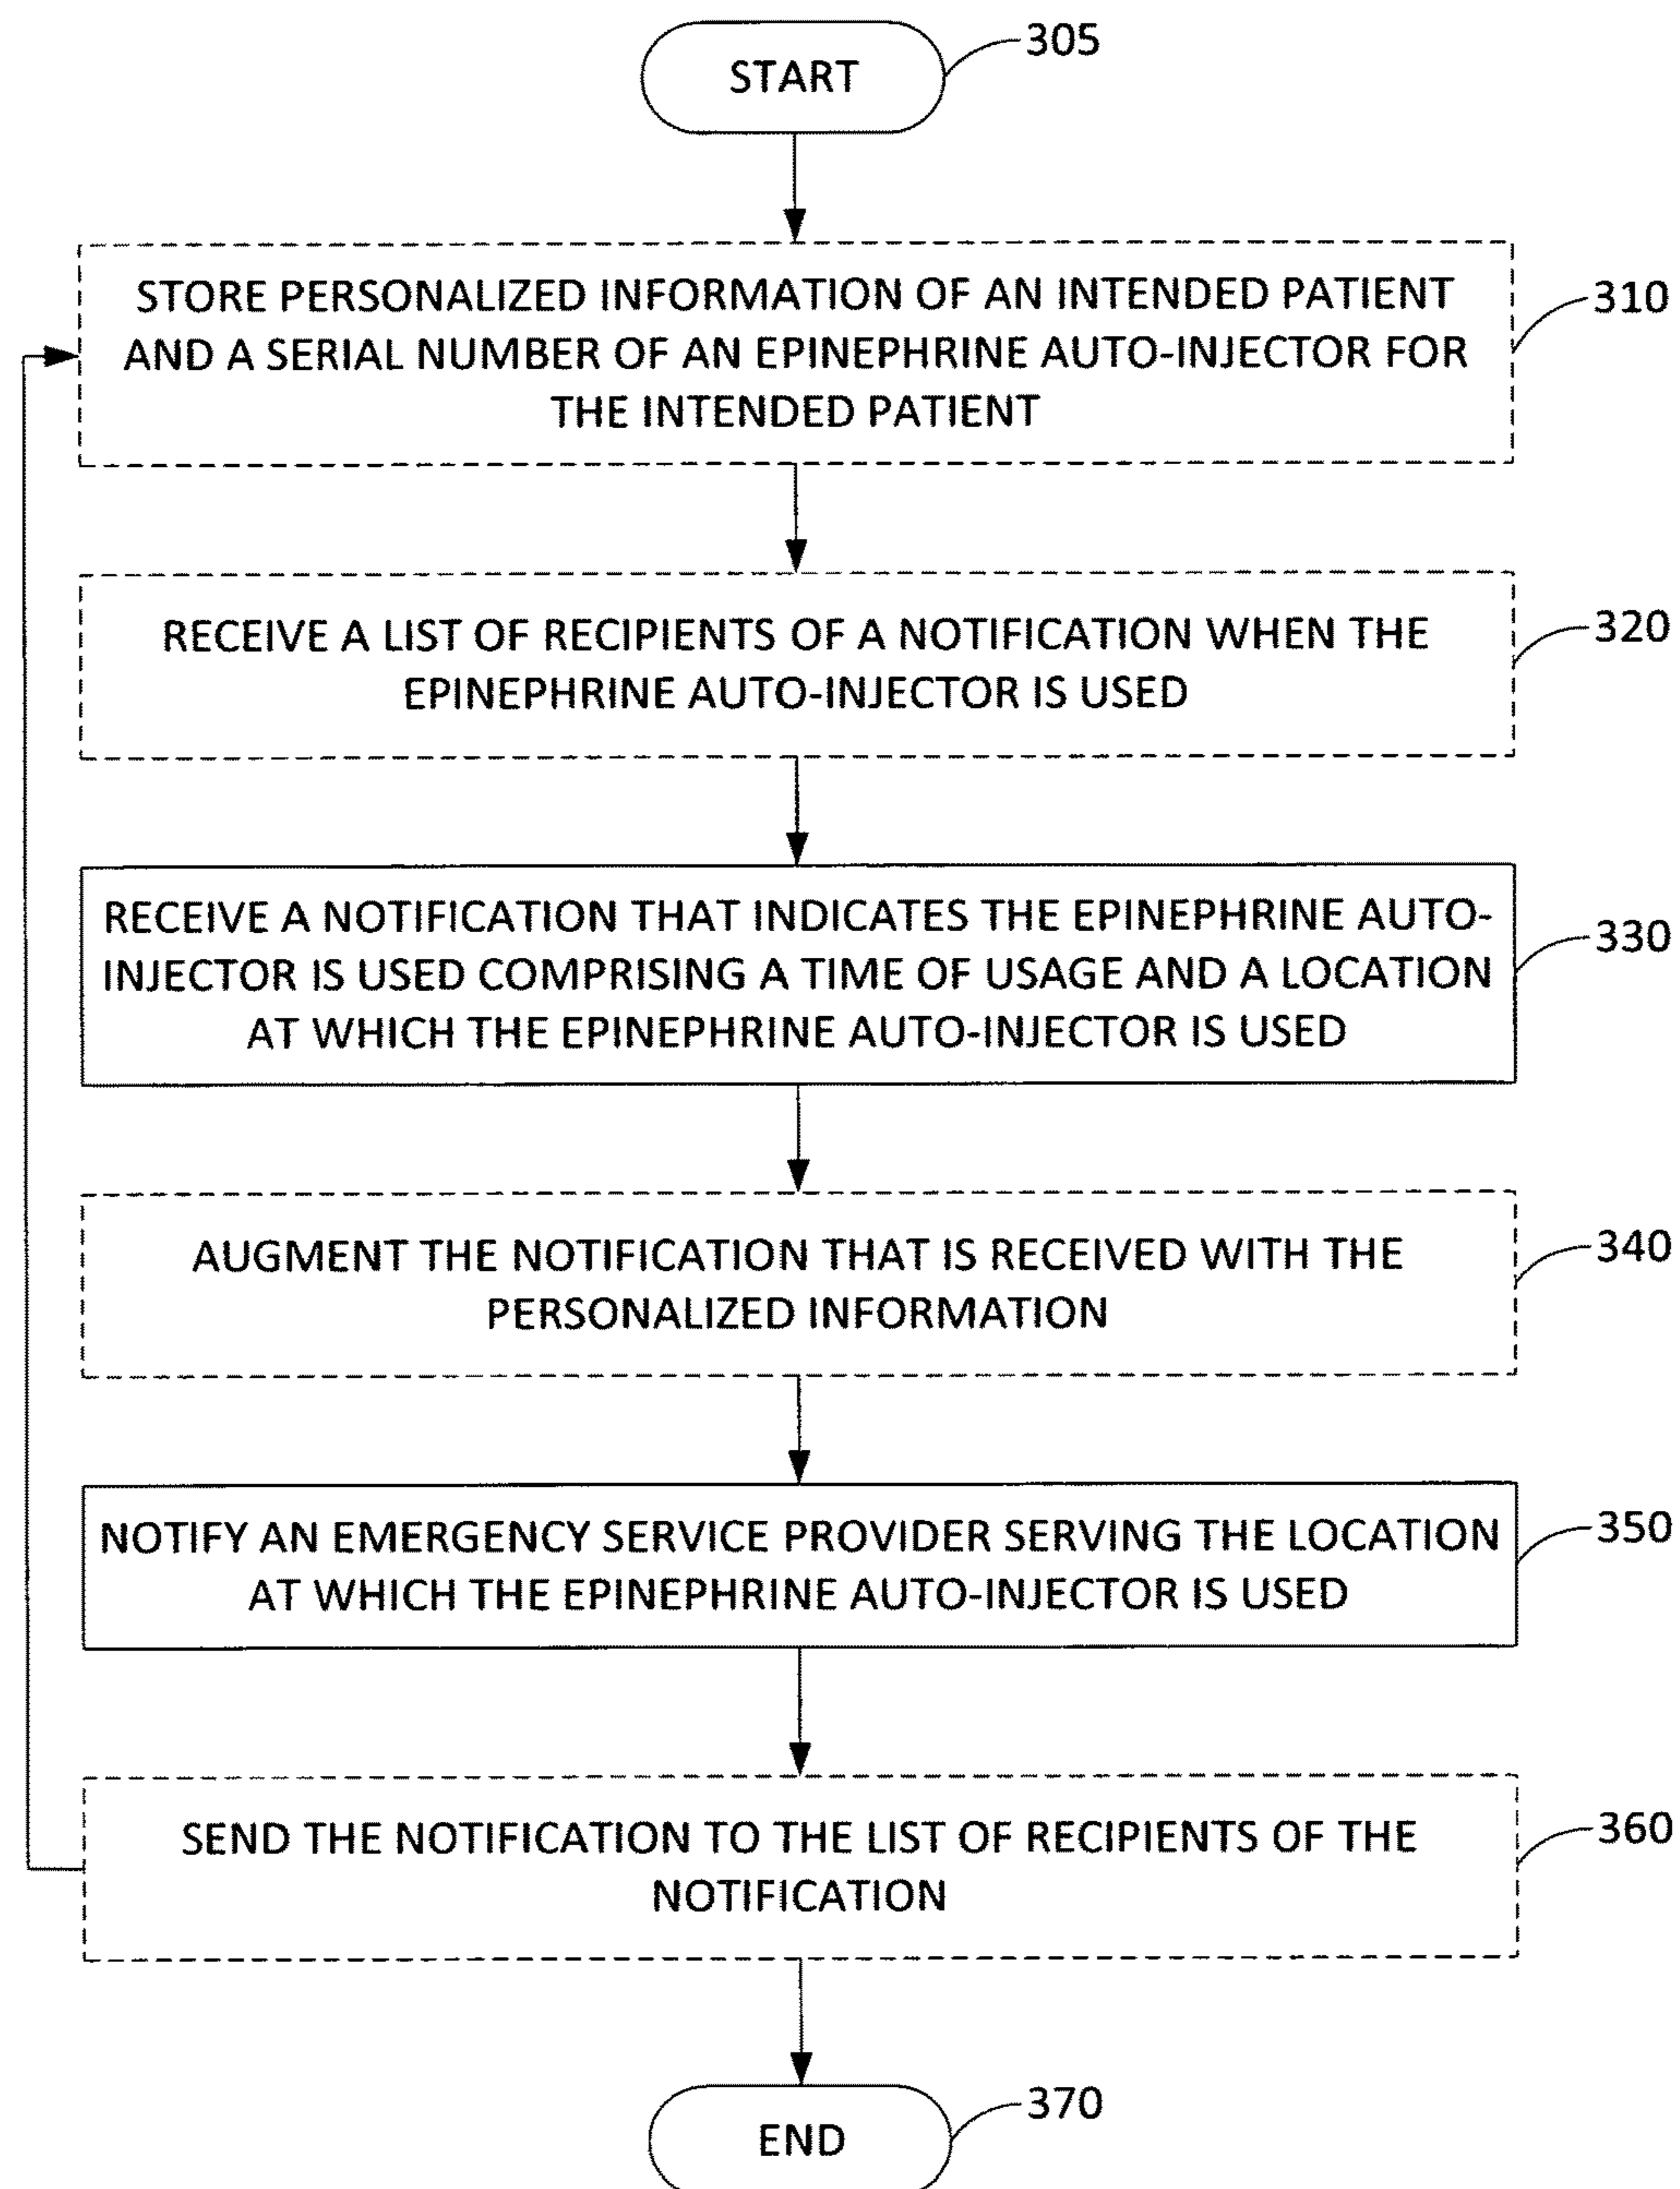 START
305
STORE PERSONALIZED INFORMATION OF AN INTENDED PATIENT
AND A SERIAL NUMBER OF AN EPINEPHRINE AUTO-INJECTOR FOR
THE INTENDED PATIENT
310
RECEIVE A LIST OF RECIPIENTS OF A NOTIFICATION WHEN THE
EPINEPHRINE AUTO-INJECTOR IS USED
320
RECEIVE A NOTIFICATION THAT INDICATES THE EPINEPHRINE AUTO-
INJECTOR IS USED COMPRISING A TIME OF USAGE AND A LOCATION
AT WHICH THE EPINEPHRINE AUTO-INJECTOR IS USED
330
AUGMENT THE NOTIFICATION THAT IS RECEIVED WITH THE
PERSONALIZED INFORMATION
340
NOTIFY AN EMERGENCY SERVICE PROVIDER SERVING THE LOCATION
AT WHICH THE EPINEPHRINE AUTO-INJECTOR IS USED
350
SEND THE NOTIFICATION TO THE LIST OF RECIPIENTS OF THE
NOTIFICATION
360
END
370